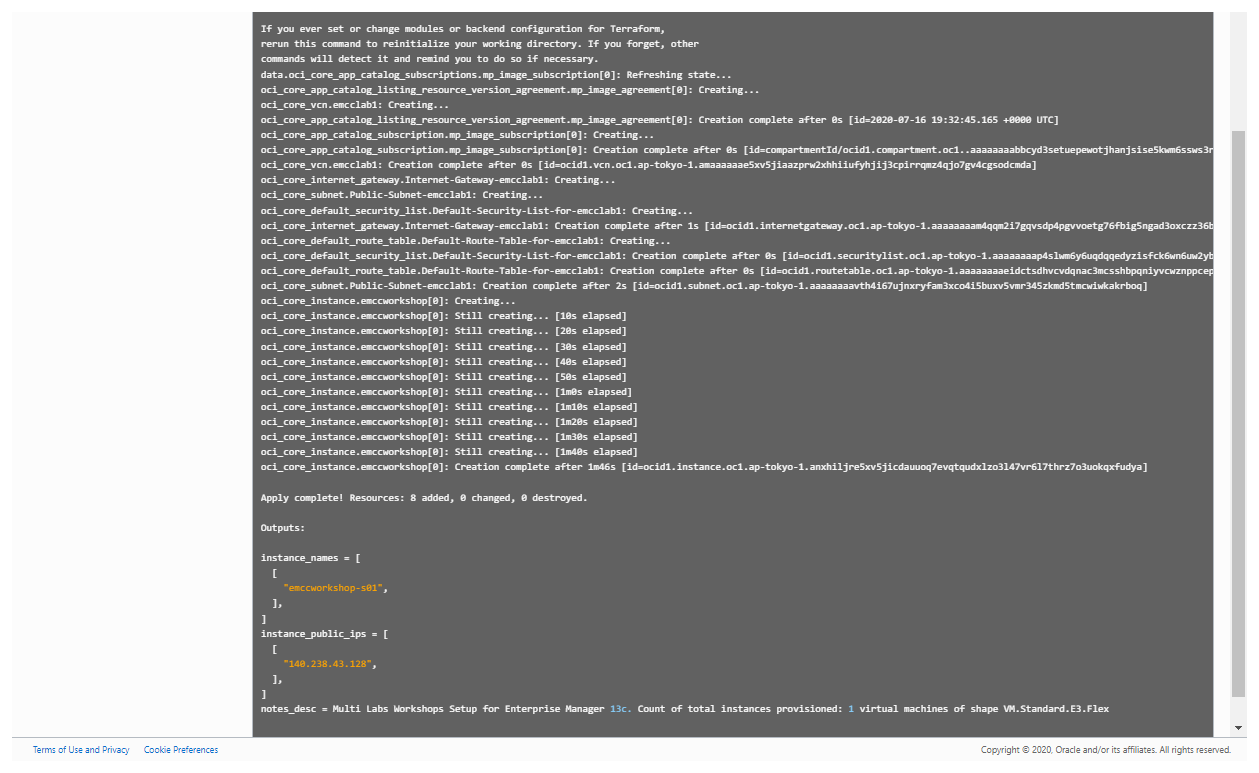 If you ever set or change modules or backend configuration for Terraform,
rerun this command to reinitialize your working directory. If you forget, other
commands will detect it and remind you to do so if necessary.
data.oci_core_app_catalog_subscriptions.mp_image_subscription[0]: Refreshing state...
oci_core_app_catalog_listing_resource_version_agreement.mp_image_agreement[0]: Creating...
oci_core_vcn.emcclab1: Creating...
oci_core_app_catalog_listing_resource_version_agreement.mp_image_agreement[0]: Creation complete after 0s [id=2020-07-16 19:32:45.165 +0000 UTC]
oci_core_app_catalog_subscription.mp_image_subscription[0]: Creating...
oci_core_app_catalog_subscription.mp_image_subscription[0]: Creation complete after 0s [id=compartmentId/ocid1.compartment.oc1..aaaaaaaabbcyd3setuepewotjhanjsise5kwm6ssws3r
oci_core_vcn.emcclab1: Creation complete after 0s [id=ocid1.vcn.oc1.ap-tokyo-1.amaaaaaae5xv5jiaazprw2xhhiiufyhjij3cpirrqmz4qjo7gv4cgsodcmda]
oci_core_internet_gateway.Internet-Gateway-emcclab1: Creating...
oci_core_subnet.Public-Subnet-emcclab1: Creating...
oci_core_default_security_list.Default-Security-List-for-emcclab1: Creating...
oci_core_internet_gateway.Internet-Gateway-emcclab1: Creation complete after 1s [id=ocid1.internetgateway.oc1.ap-tokyo-1.aaaaaaaam4qqm2i7gqvsdp4pgvvoetg76fbig5ngad3oxczz36b
oci_core_default_route_table.Default-Route-Table-for-emcclab1: Creating...
oci_core_default_security_list.Default-Security-List-for-emcclab1: Creation complete after 0s [id=ocid1.securitylist.oc1.ap-tokyo-1.aaaaaaaap4slwm6y6uqdqqedyzisfck6wn6uw2yb
oci_core_default_route_table.Default-Route-Table-for-emcclab1: Creation complete after 0s [id=ocid1.routetable.oc1.ap-tokyo-1.aaaaaaaaeidctsdhvcvdqnac3mcsshbpqniyvcwznppcep
oci_core_subnet.Public-Subnet-emcclab1: Creation complete after 2s [id=ocid1.subnet.oc1.ap-tokyo-1.aaaaaaaavth4i67ujnxryfam3xco4i5buxv5vmr345zkmd5tmcwiwkakrboq]
oci_core_instance.emccworkshop[0]: Creating...
oci_core_instance.emccworkshop[0]: Still creating... [10s elapsed]
oci_core_instance.emccworkshop[0]: Still creating... [20s elapsed]
oci_core_instance.emccworkshop[0]: Still creating... [30s elapsed]
oci_core_instance.emccworkshop[0]: Still creating... [40s elapsed]
oci_core_instance.emccworkshop[0]: Still creating... [50s elapsed]
oci_core_instance.emccworkshop[0]: Still creating... [1m0s elapsed]
oci_core_instance.emccworkshop[0]: Still creating... [1m10s elapsed]
oci_core_instance.emccworkshop[0]: Still creating... [1m20s elapsed]
oci_core_instance.emccworkshop[0]: Still creating... [1m30s elapsed]
oci_core_instance.emccworkshop[0]: Still creating... [1m40s elapsed]
oci_core_instance.emccworkshop[0]: Creation complete after 1m46s [id=ocid1.instance.oc1.ap-tokyo-1.anxhiljre5xv5jicdauuoq7evqtqudxlzo3l47vr6l7thrz7o3uokqxfudya]
Apply complete! Resources: 8 added, 0 changed, 0 destroyed.
Outputs:
instance_names = [
[
"emccworkshop-s01",
],
]
instance_public_ips = [
[
"140.238.43.128",
],
]
notes_desc = Multi Labs Workshops Setup for Enterprise Manager 13c. Count of total instances provisioned: 1 virtual machines of shape VM.Standard.E3.Flex
Terms of Use and Privacy Cookie Preferences Copyright © 2020, Oracle and/or its affiliates. All rights reserved.